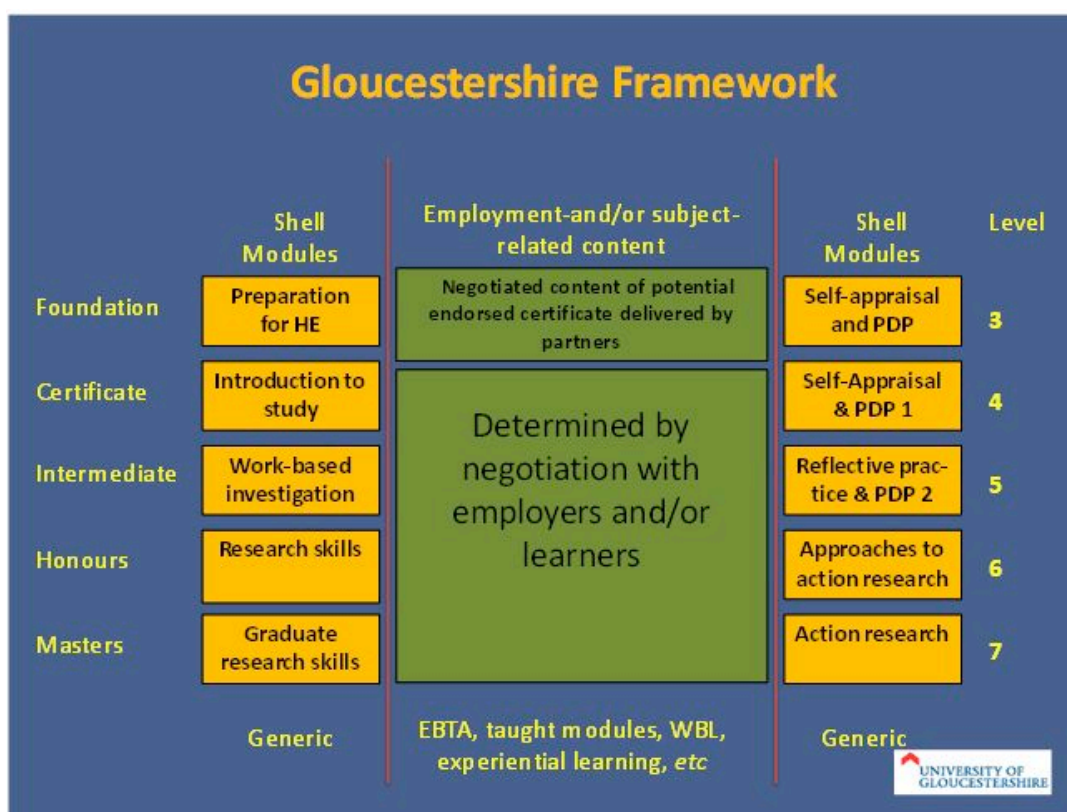 Gloucestershire Framework
Shell
Modules
Employment-and/or subject-
related content
Shell
Modules
Level
Foundation
Preparation
for HE
Negotiated content of potential
endorsed certificate delivered by
partners
Self-appraisal
and PDP
3
Certificate
Introduction to
study
Determined by
negotiation with
employers and/or
learners
Self-Appraisal
& PDP 1
4
Intermediate
Work-based
investigation
Reflective prac-
tice & PDP 2
5
Honours
Research skills
Approaches to
action research
6
Masters
Graduate
research skills
Action research
7
Generic
EBTA, taught modules, WBL,
experiential learning, etc
Generic
UNIVERSITY OF
GLOUCESTERSHIRE